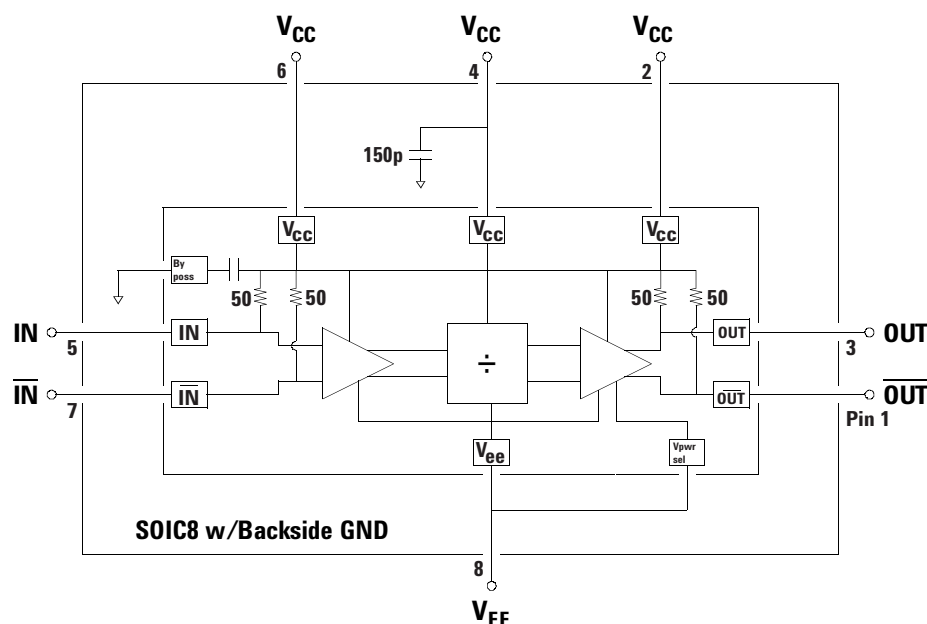 VCC VCC VCC
6 4 2
150p
Vcc Vcc Vcc
By
poss
50 50 50 50
IN IN ÷ OUT OUT
5 3
IN IN OUT OUT
7 Pin 1
Vee Vpwr
sel
SOIC8 w/Backside GND
8
VEE